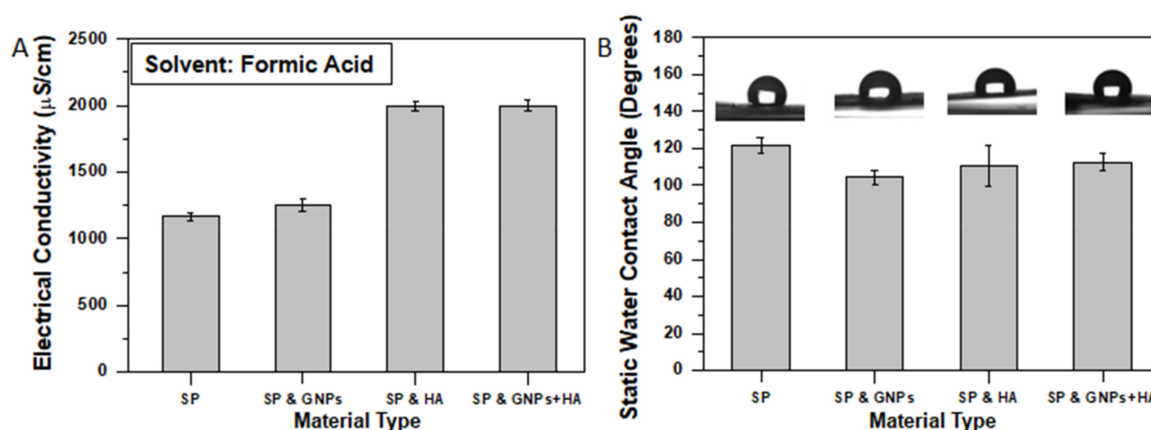 A
Electrical Conductivity (µS/cm)
2500
2000
1500
1000
500
0
Solvent: Formic Acid
SP
SP & GNPs
SP & HA
SP & GNPs+HA
Material Type
B
Static Water Contact Angle (Degrees)
180
160
140
120
100
80
60
40
20
0
SP
SP & GNPs
SP & HA
SP & GNPs+HA
Material Type